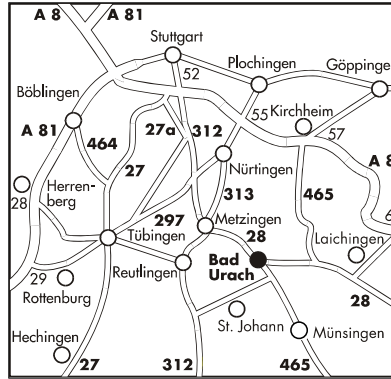 A 8
A 81
Stuttgart
52
Plochingen
Göppinge
Böblingen
55
Kirchheim
A 81
464
27a
312
57
27
Nürtingen
A 8
28
Herren-
berg
313
465
6
297
Metzingen
Tübingen
28
Laichingen
Reutlingen
Bad
Urach
29
Rottenburg
28
St. Johann
Münsingen
Hechingen
27
312
465